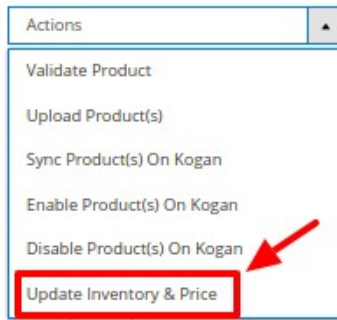 Actions
Validate Product
Upload Product(s)
Sync Product(s) On Kogan
Enable Product(s) On Kogan
Disable Product(s) On Kogan
Update Inventory & Price